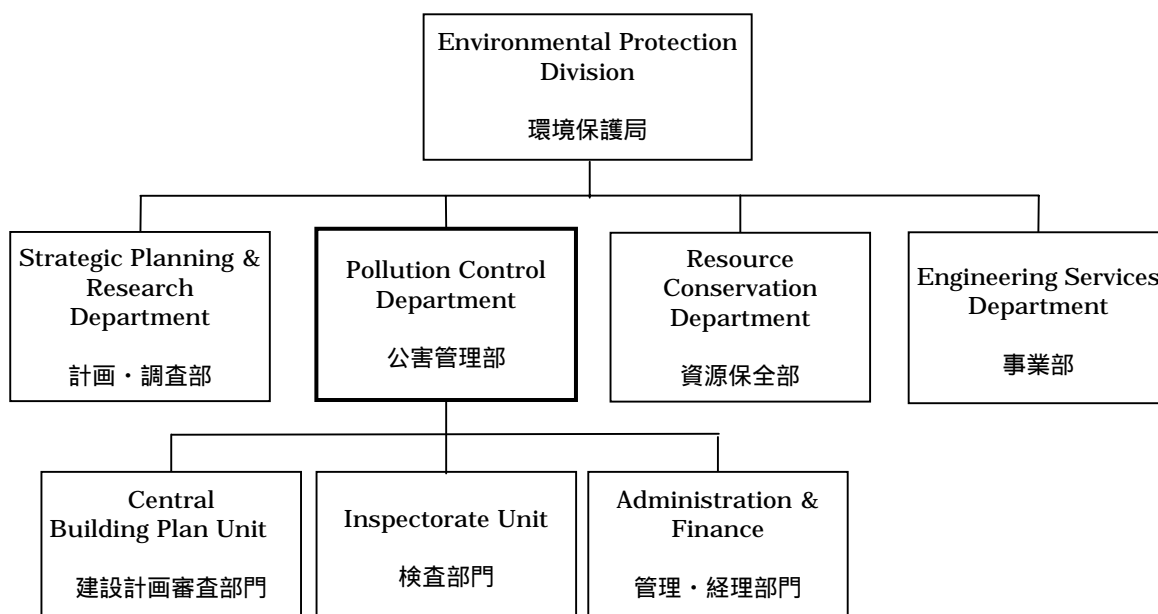 Environmental Protection
Division
環境保護局
Strategic Planning &
Research
Department
計画・調査部
Pollution Control
Department
公害管理部
Resource
Conservation
Department
資源保全部
Engineering Services
Department
事業部
Central
Building Plan Unit
建設計画審査部門
Inspectorate Unit
検査部門
Administration &
Finance
管理・経理部門